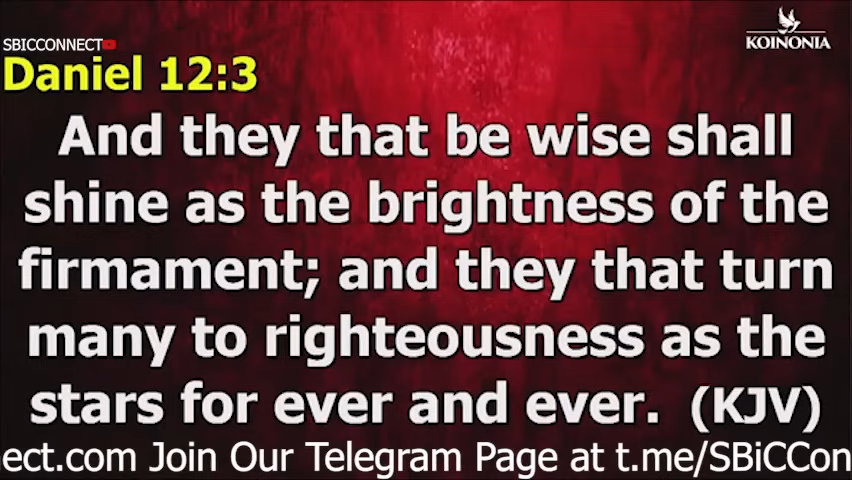 SBICCONNECT
KOINONIA
Daniel 12:3
And they that be wise shall
shine as the brightness of the
firmament; and they that turn
many to righteousness as the
stars for ever and ever. (KJV)
ect.com Join Our Telegram Page at t.me/SBiCCon